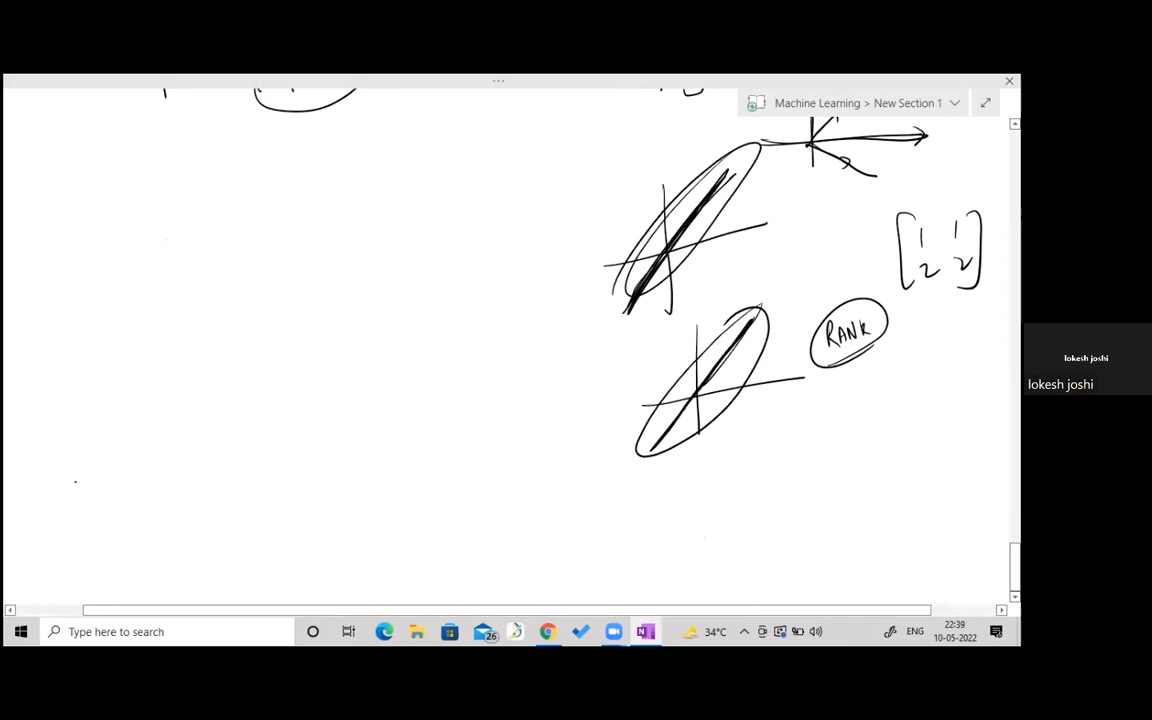 Machine Learning > New Section 1
1 1
2 2
RANK
lokesh joshi
lokesh joshi
Type here to search
26
34°C
ENG
22:39
10-05-2022